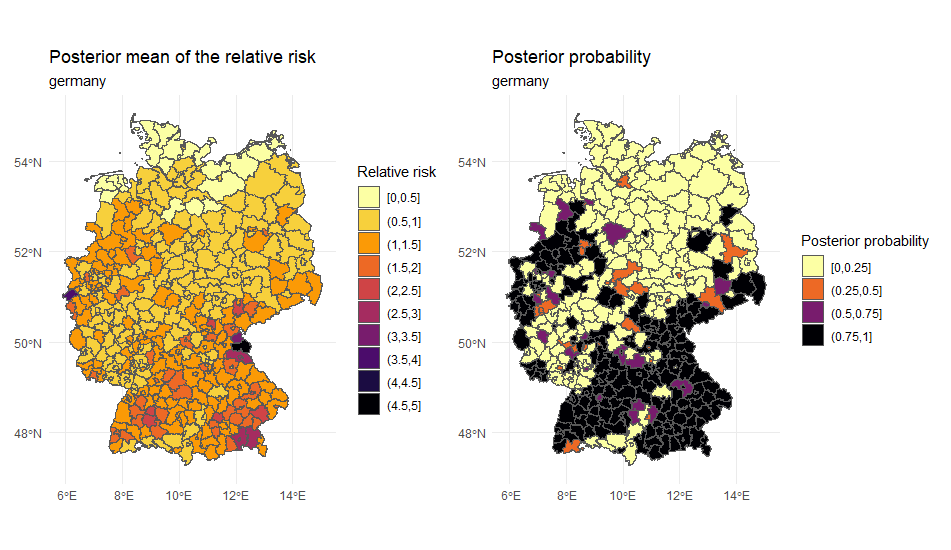 Posterior mean of the relative risk
germany
54°N
52°N
50°N
48°N
6°E
8°E
10°E
12°E
14°E
Relative risk
[0,0.5]
(0.5,1]
(1,1.5]
(1.5,2]
(2,2.5]
(2.5,3]
(3,3.5]
(3.5,4]
(4,4.5]
(4.5,5]
Posterior probability
germany
54°N
52°N
50°N
48°N
6°E
8°E
10°E
12°E
14°E
Posterior probability
[0,0.25]
(0.25,0.5]
(0.5,0.75]
(0.75,1]